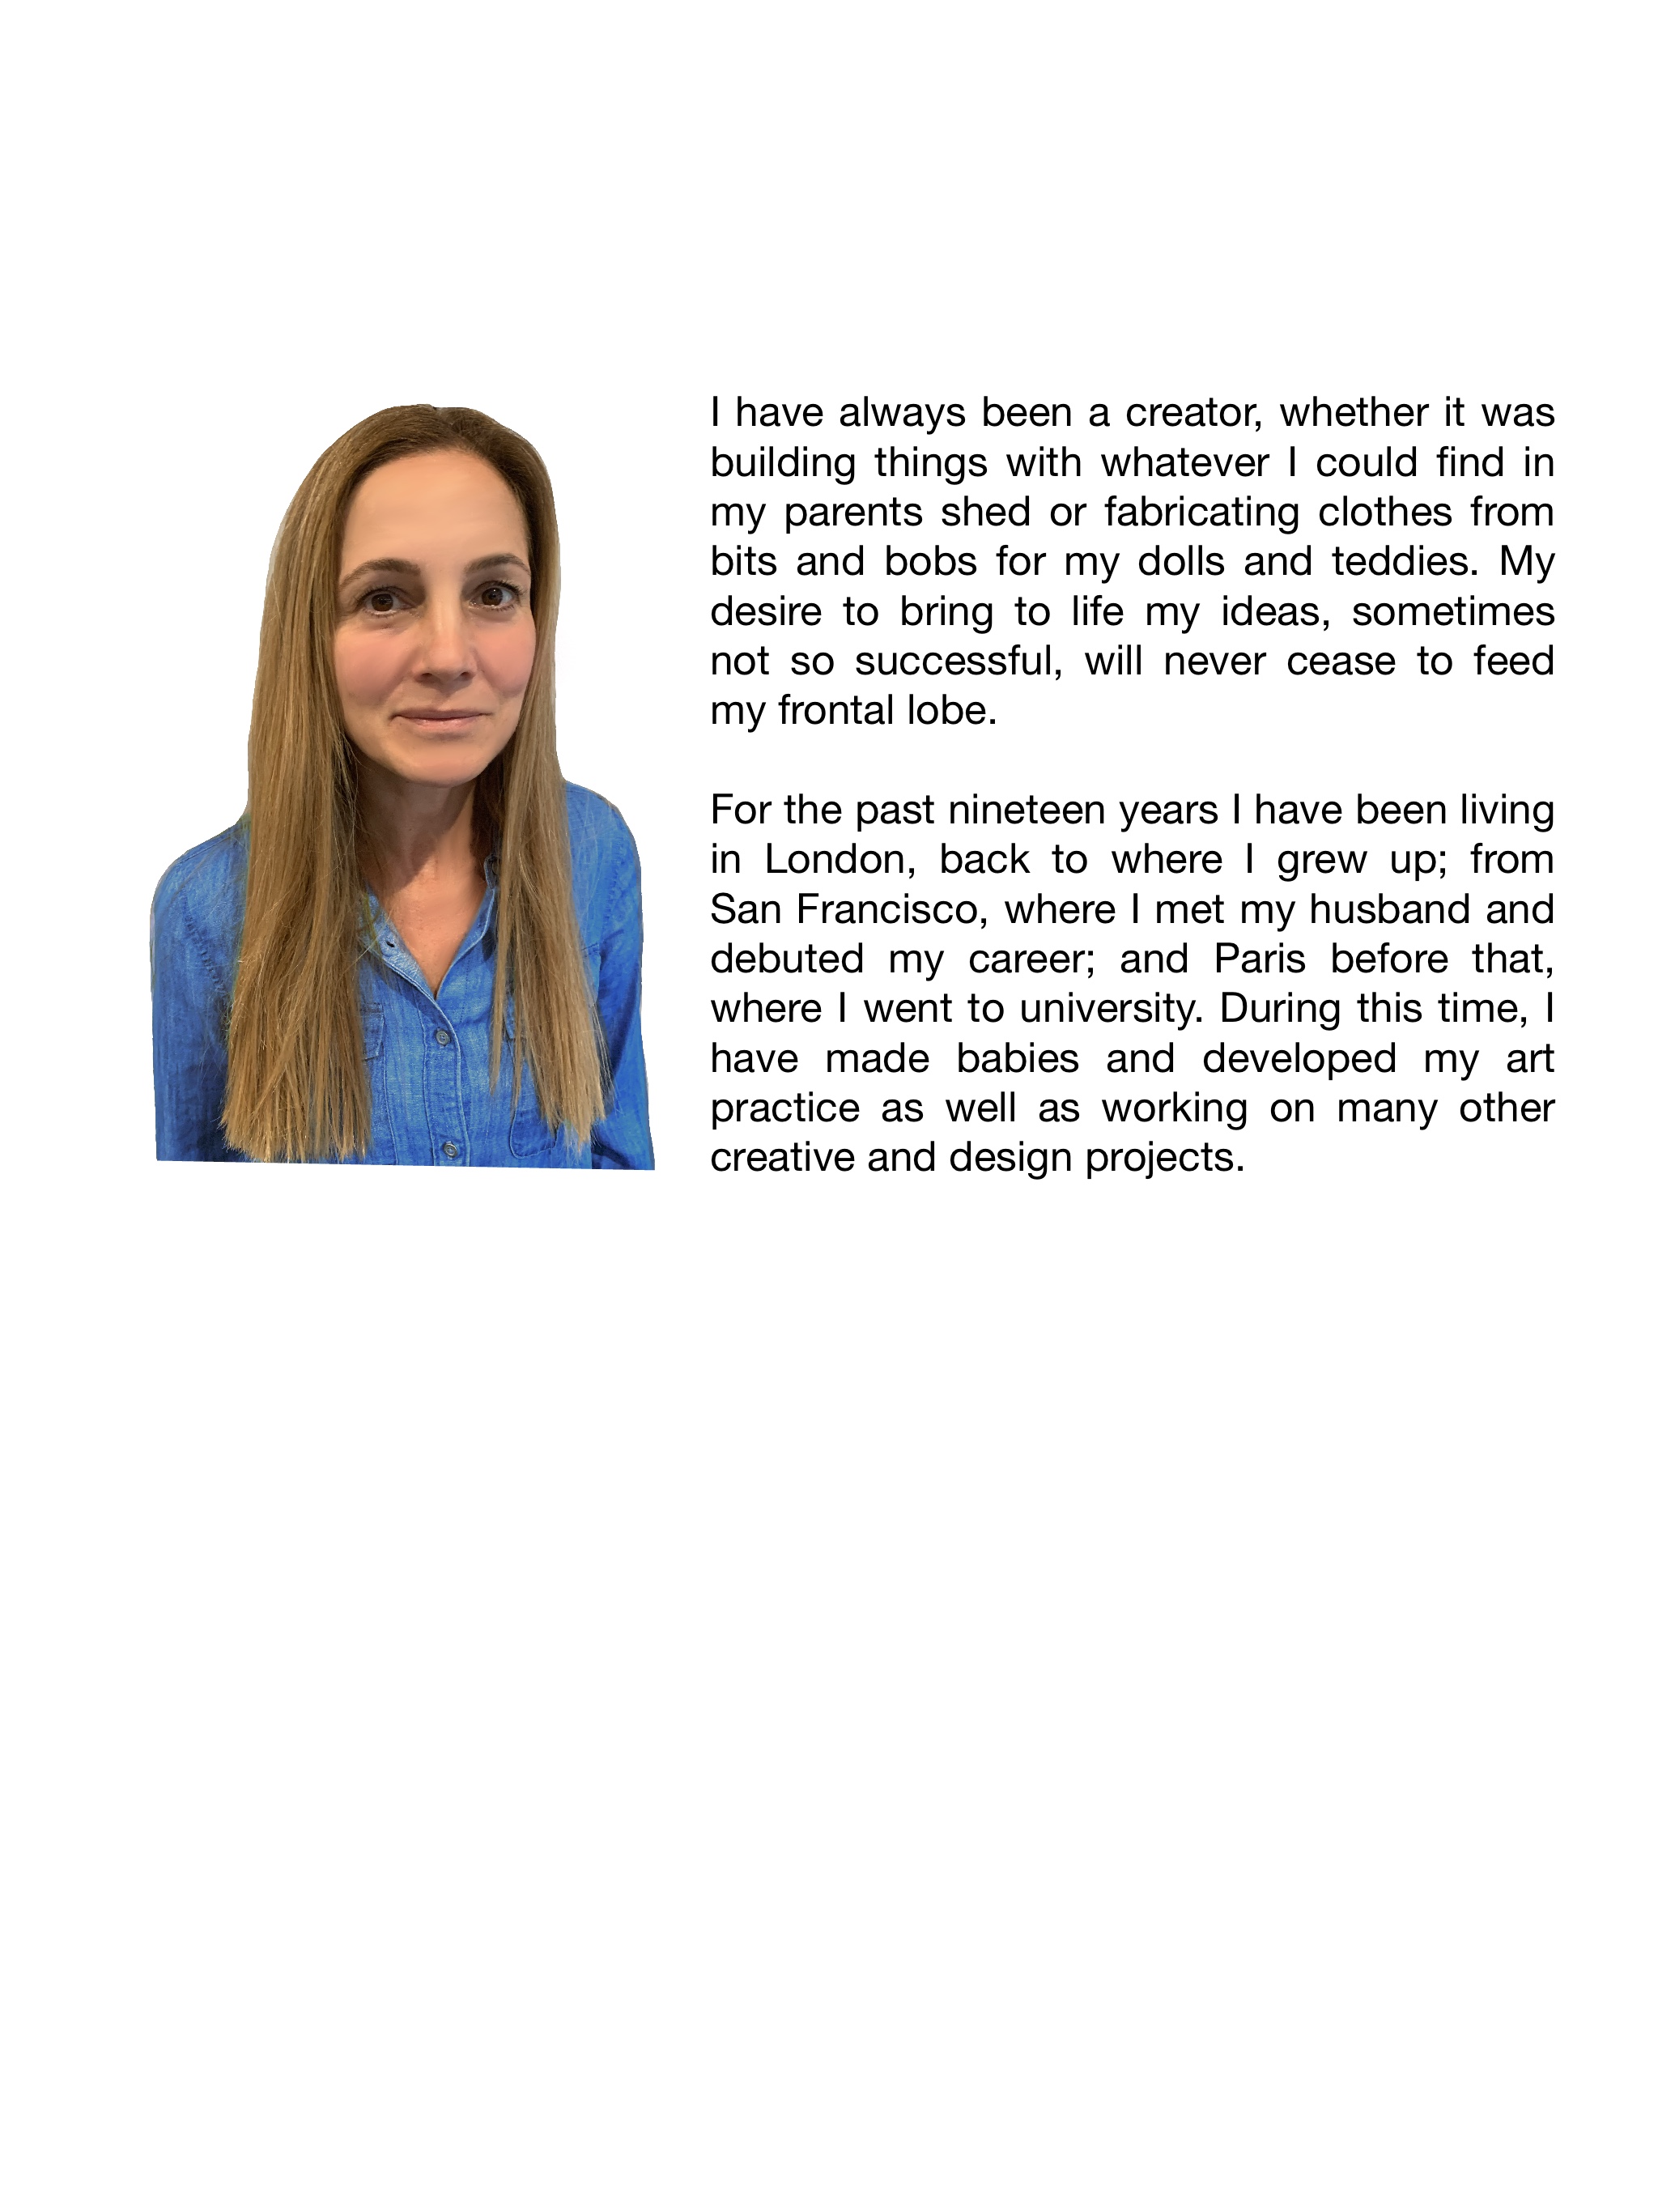 I have always been a creator, whether it was
building things with whatever I could find in
my parents shed or fabricating clothes from
bits and bobs for my dolls and teddies. My
desire to bring to life my ideas, sometimes
not so successful, will never cease to feed
my frontal lobe.
For the past nineteen years I have been living
in London, back to where I grew up; from
San Francisco, where I met my husband and
debuted my career; and Paris before that,
where I went to university. During this time, I
have made babies and developed my art
practice as well as working on many other
creative and design projects.